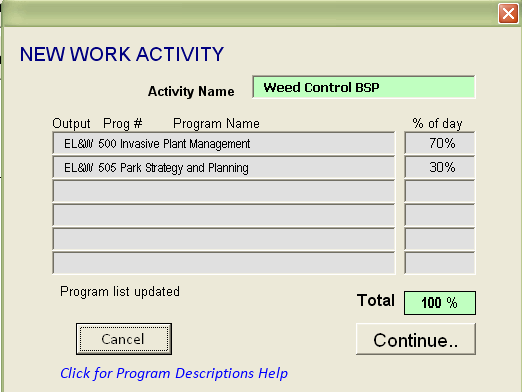 NEW WORK ACTIVITY
Activity Name Weed Control BSP
Output Prog # Program Name % of day
EL&W 500 Invasive Plant Management 70%
EL&W 505 Park Strategy and Planning 30%
Program list updated
Total 100 %
Cancel Continue..
Click for Program Descriptions Help